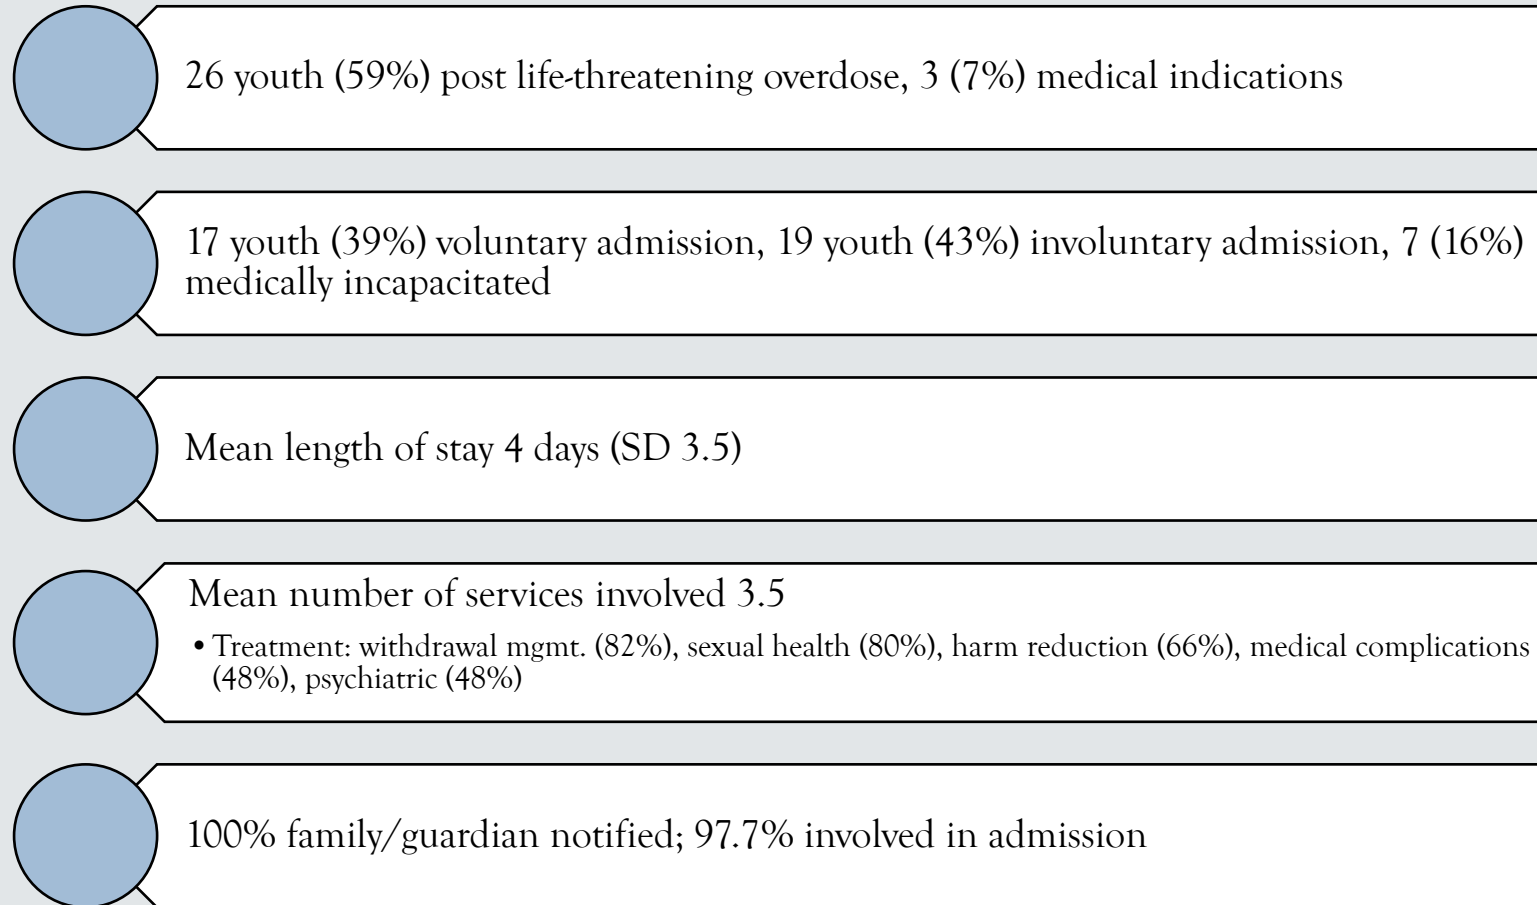 26 youth (59%) post life-threatening overdose, 3 (7%) medical indications
17 youth (39%) voluntary admission, 19 youth (43%) involuntary admission, 7 (16%)
medically incapacitated
Mean length of stay 4 days (SD 3.5)
Mean number of services involved 3.5
• Treatment: withdrawal mgmt. (82%), sexual health (80%), harm reduction (66%), medical complications
(48%), psychiatric (48%)
100% family/guardian notified; 97.7% involved in admission